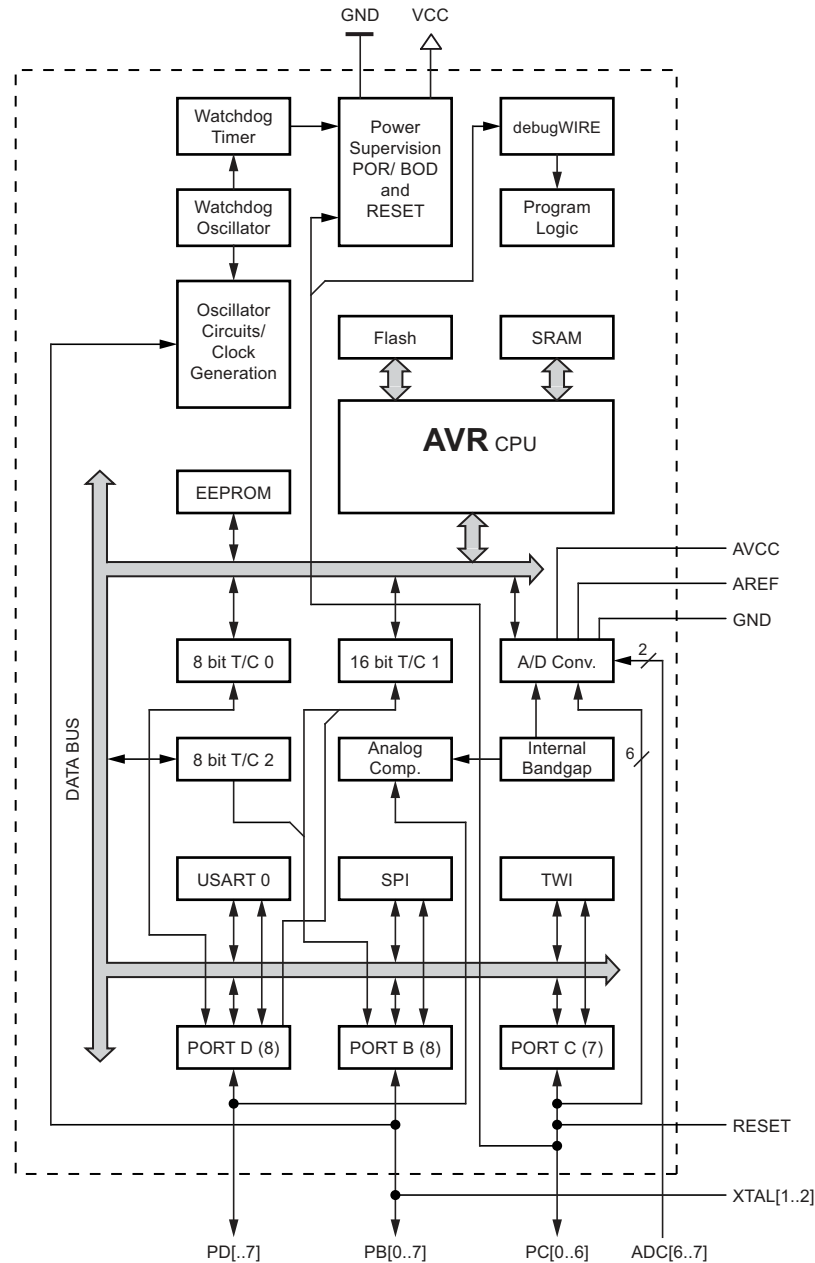 GND
VCC
Watchdog
Timer
Power
Supervision
POR/ BOD
and
RESET
debugWIRE
Watchdog
Oscillator
Program
Logic
Oscillator
Circuits/
Clock
Generation
Flash
SRAM
AVR CPU
EEPROM
AVCC
AREF
GND
8 bit T/C 0
16 bit T/C 1
A/D Conv.
2
DATA BUS
8 bit T/C 2
Analog
Comp.
Internal
Bandgap
6
USART 0
SPI
TWI
PORT D (8)
PORT B (8)
PORT C (7)
RESET
XTAL[1..2]
PD[..7]
PB[0..7]
PC[0..6]
ADC[6..7]